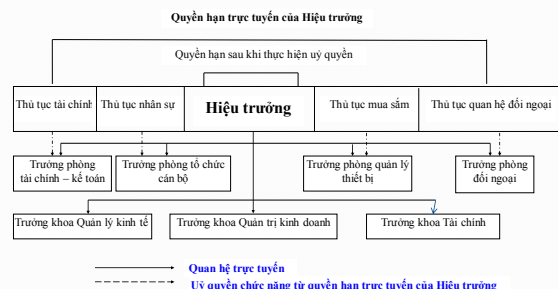 Quyền hạn trực tuyến của Hiệu trưởng
Quyền hạn sau khi thực hiện uỷ quyền
Thủ tục tài chính
Thủ tục nhân sự
Hiệu trưởng
Thủ tục mua sắm
Thủ tục quan hệ đối ngoại
Trưởng phòng
tài chính – kế toán
Trưởng phòng tổ chức
cán bộ
Trưởng phòng quản lý
thiết bị
Trưởng phòng
đối ngoại
Trưởng khoa Quản lý kinh tế
Trưởng khoa Quản trị kinh doanh
Trưởng khoa Tài chính
Quan hệ trực tuyến
Uỷ quyền chức năng từ quyền hạn trực tuyến của Hiệu trưởng